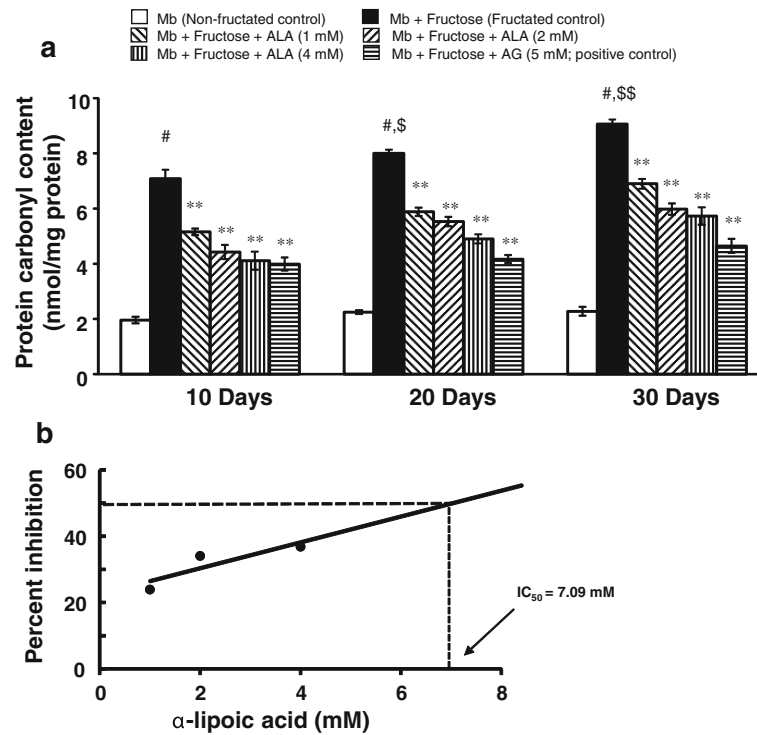 Mb (Non-fructated control)
Mb + Fructose (Fructated control)
Mb + Fructose + ALA (1 mM)
Mb + Fructose + ALA (2 mM)
Mb + Fructose + ALA (4 mM)
Mb + Fructose + AG (5 mM; positive control)
a
Protein carbonyl content
(nmol/mg protein)
10
8
6
4
2
0
#
**
**
**
**
#,$
**
**
**
**
#,$$
**
**
**
**
10 Days
20 Days
30 Days
b
Percent inhibition
60
40
20
0
IC50 = 7.09 mM
0
2
4
6
8
α-lipoic acid (mM)